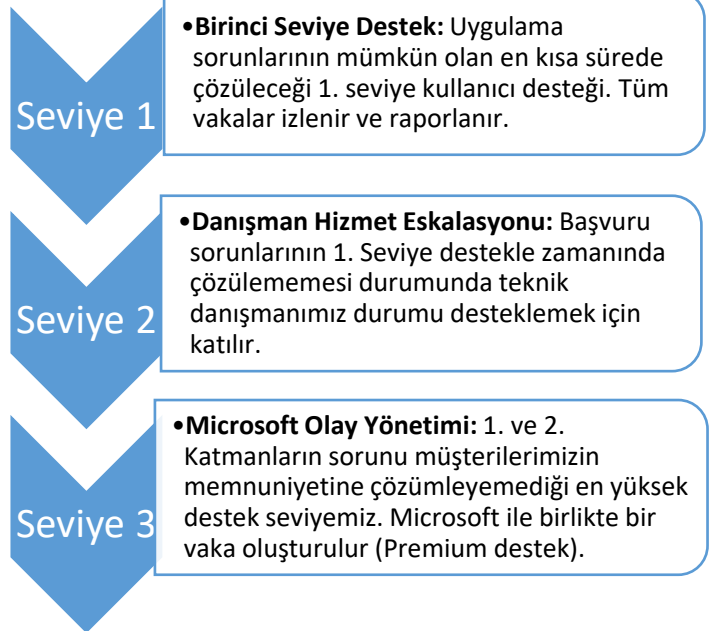 Seviye 1
•Birinci Seviye Destek: Uygulama
sorunlarının mümkün olan en kısa sürede
çözüleceği 1. seviye kullanıcı desteği. Tüm
vakalar izlenir ve raporlanır.
Seviye 2
•Danışman Hizmet Eskalasyonu: Başvuru
sorunlarının 1. Seviye destekle zamanında
çözülememesi durumunda teknik
danışmanımız durumu desteklemek için
katılır.
Seviye 3
•Microsoft Olay Yönetimi: 1. ve 2.
Katmanların sorunu müşterilerimizin
memnuniyetine çözümleyemediği en yüksek
destek seviyemiz. Microsoft ile birlikte bir
vaka oluşturulur (Premium destek).